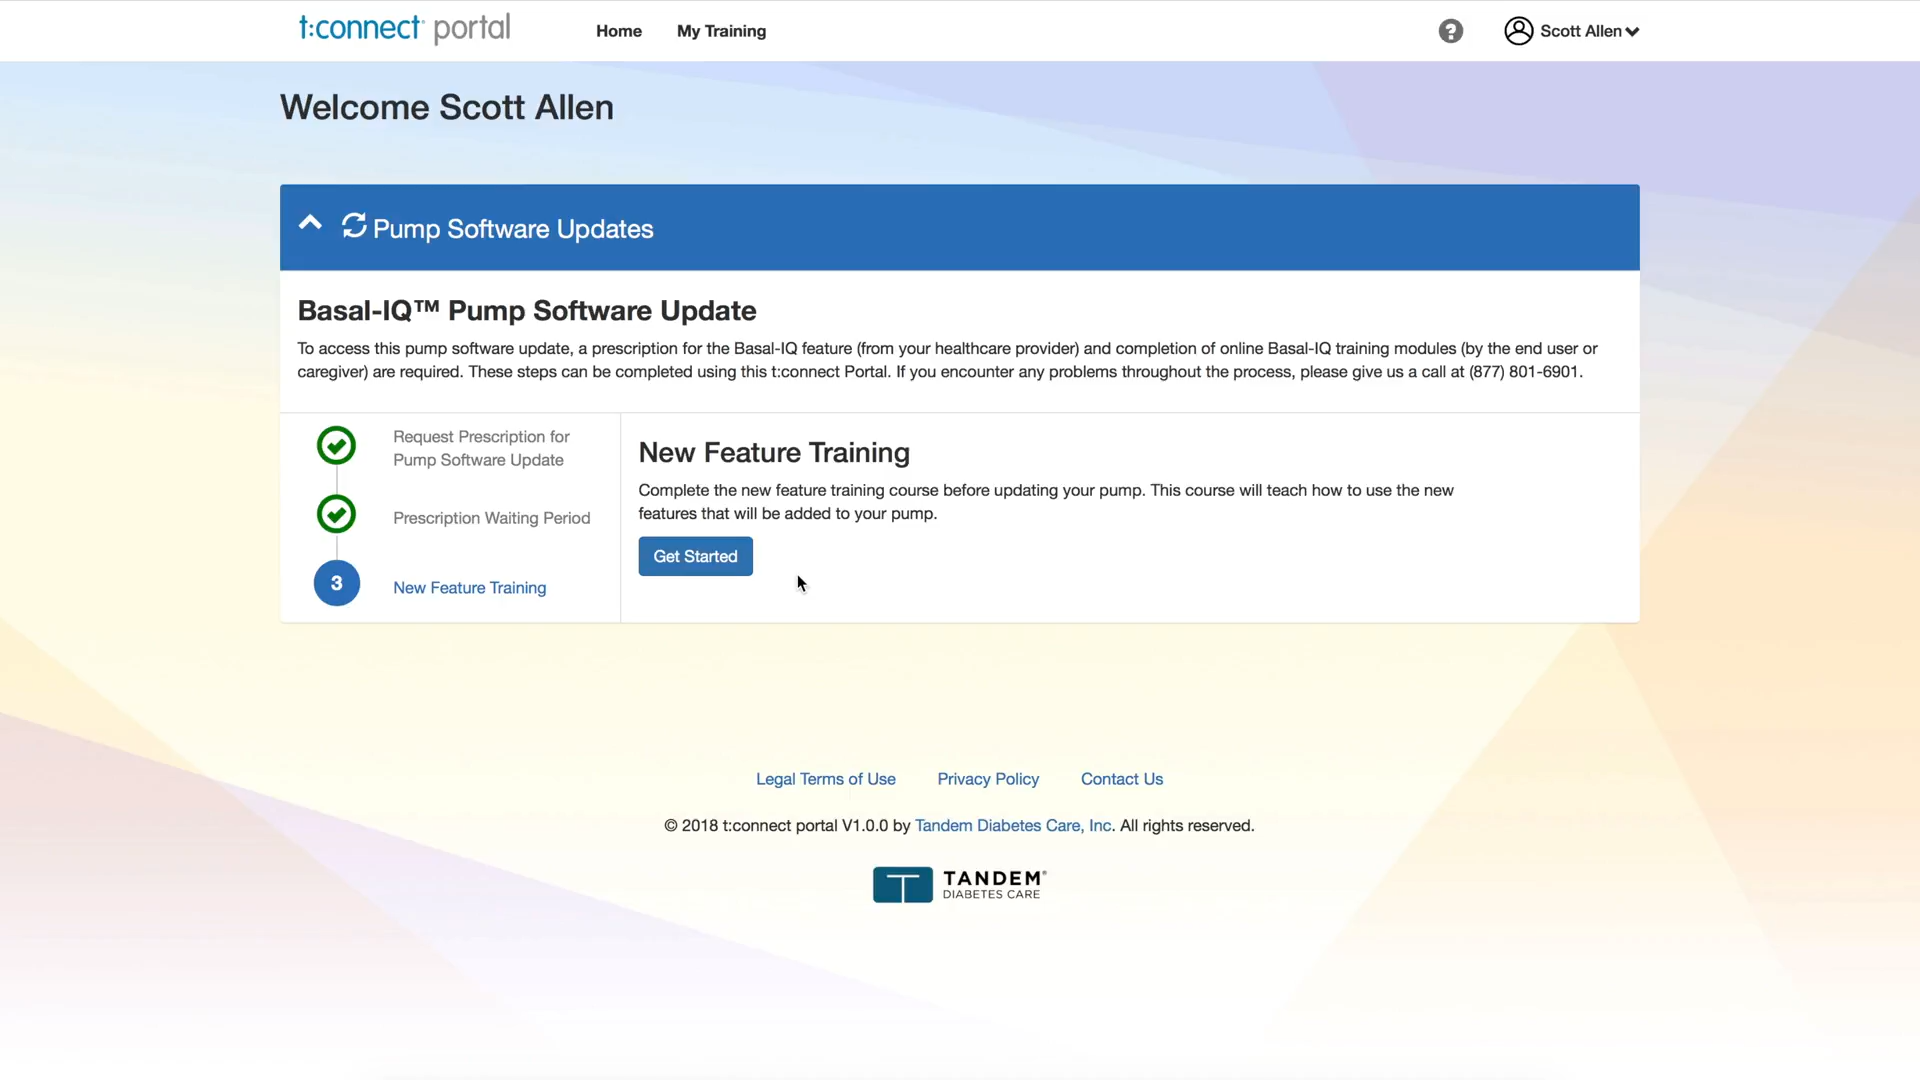 t:connect portal
Home
My Training
?
Scott Allen
Welcome Scott Allen
Pump Software Updates
Basal-IQ™ Pump Software Update
To access this pump software update, a prescription for the Basal-IQ feature (from your healthcare provider) and completion of online Basal-IQ training modules (by the end user or
caregiver) are required. These steps can be completed using this t:connect Portal. If you encounter any problems throughout the process, please give us a call at (877) 801-6901.
Request Prescription for
Pump Software Update
Prescription Waiting Period
3
New Feature Training
New Feature Training
Complete the new feature training course before updating your pump. This course will teach how to use the new
features that will be added to your pump.
Get Started
Legal Terms of Use
Privacy Policy
Contact Us
© 2018 t:connect portal V1.0.0 by Tandem Diabetes Care, Inc. All rights reserved.
TANDEM®
DIABETES CARE